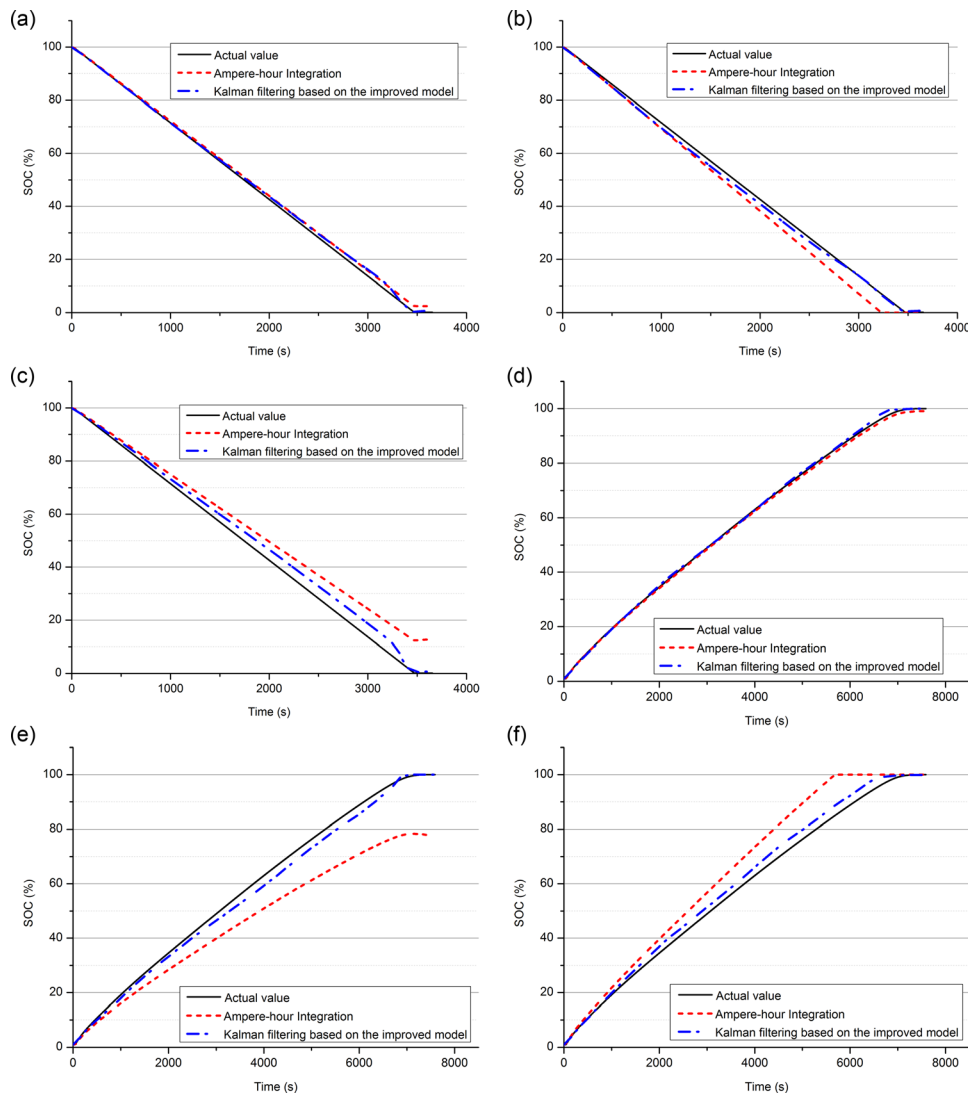 (a)
100
80
60
40
20
0
SOC (%)
0 1000 2000 3000 4000
Time (s)
Actual value
Ampere-hour Integration
Kalman filtering based on the improved model
(b)
100
80
60
40
20
0
SOC (%)
0 1000 2000 3000 4000
Time (s)
Actual value
Ampere-hour Integration
Kalman filtering based on the improved model
(c)
100
80
60
40
20
0
SOC (%)
0 1000 2000 3000 4000
Time (s)
Actual value
Ampere-hour Integration
Kalman filtering based on the improved model
(d)
100
80
60
40
20
0
SOC (%)
0 2000 4000 6000 8000
Time (s)
Actual value
Ampere-hour Integration
Kalman filtering based on the improved model
(e)
100
80
60
40
20
0
SOC (%)
0 2000 4000 6000 8000
Time (s)
Actual value
Ampere-hour Integration
Kalman filtering based on the improved model
(f)
100
80
60
40
20
0
SOC (%)
0 2000 4000 6000 8000
Time (s)
Actual value
Ampere-hour Integration
Kalman filtering based on the improved model